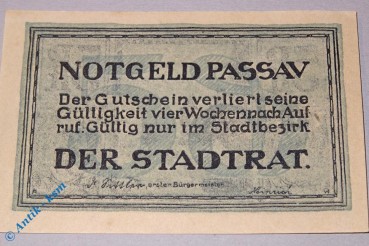 NOTGELD PASSAV
Der Gutschein verliert seine
Gültigkeit vier Wochen nach Auf
ruf. Gültig nur im Stadtbezirk
DER STADTRAT.
erster Bürgermeister
© Antik-ksm